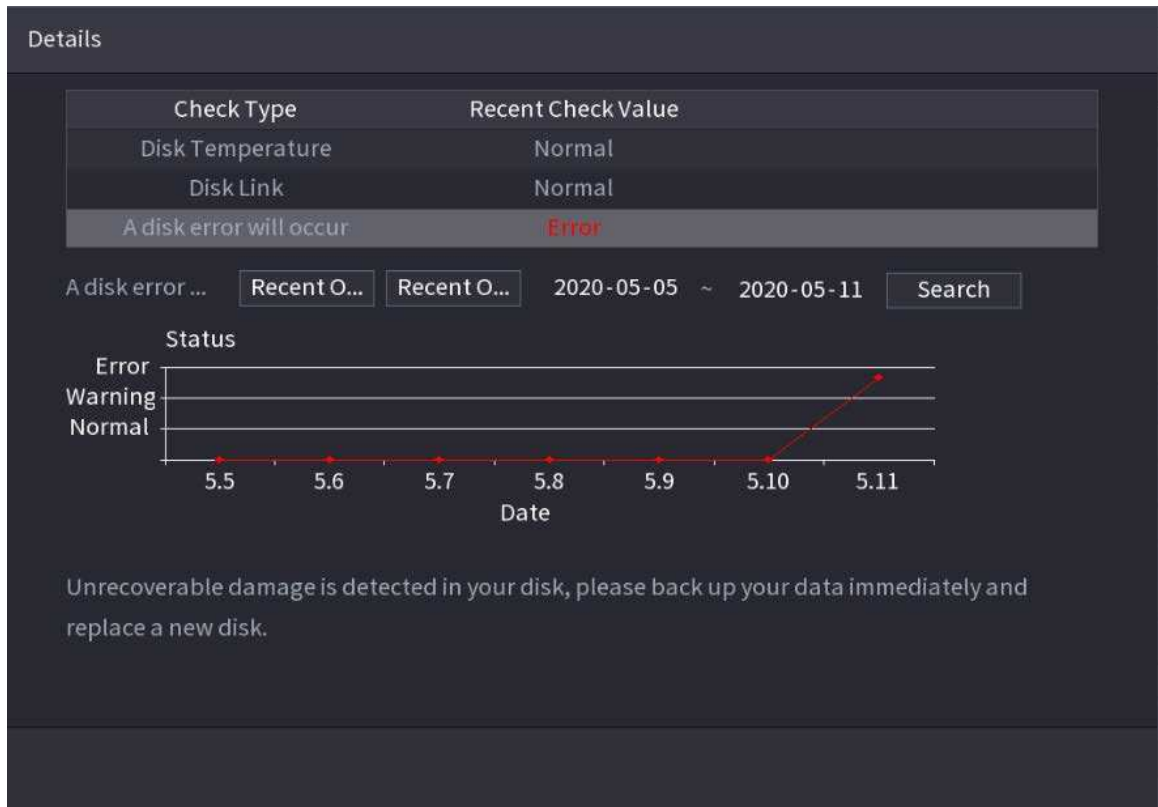 Details
Check Type Recent Check Value
Disk Temperature Normal
Disk Link Normal
A disk error will occur Error
A disk error ... Recent O... Recent O... 2020-05-05 ~ 2020-05-11 Search
Status
Error
Warning
Normal
5.5 5.6 5.7 5.8 5.9 5.10 5.11
Date
Unrecoverable damage is detected in your disk, please back up your data immediately and
replace a new disk.